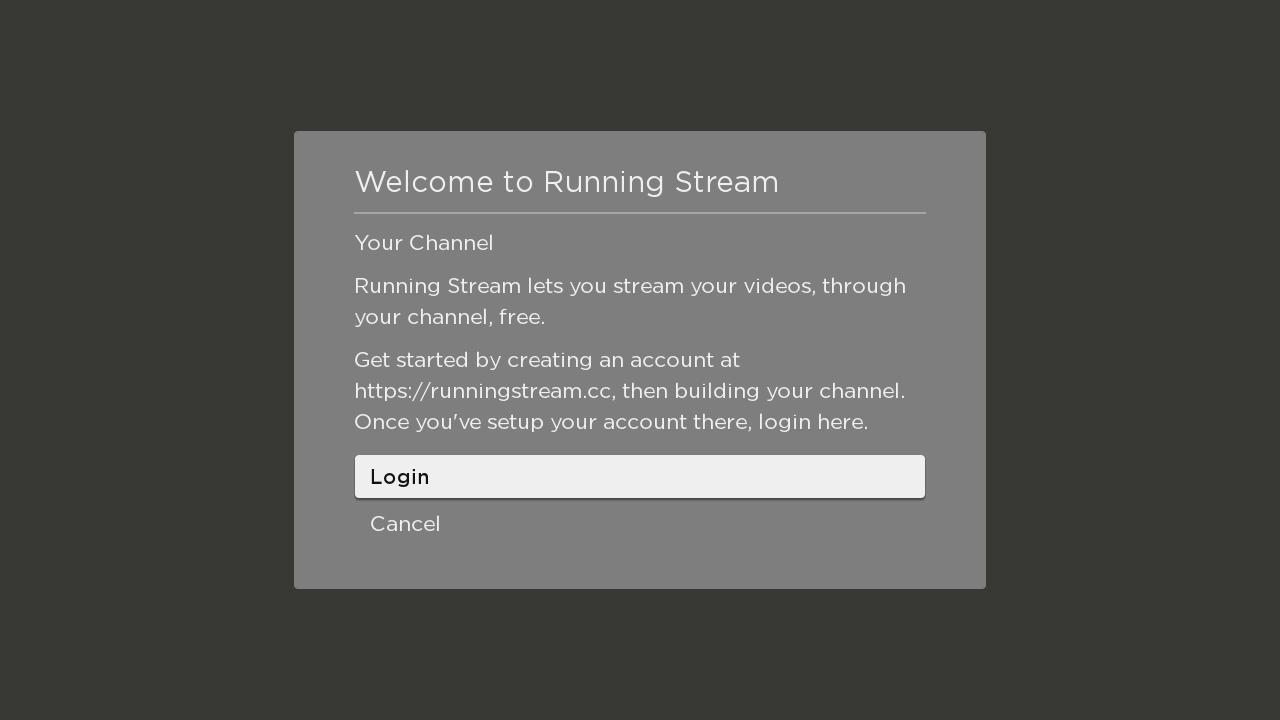 Welcome to Running Stream
Your Channel
Running Stream lets you stream your videos, through
your channel, free.
Get started by creating an account at
https://runningstream.cc, then building your channel.
Once you've setup your account there, login here.
Login
Cancel